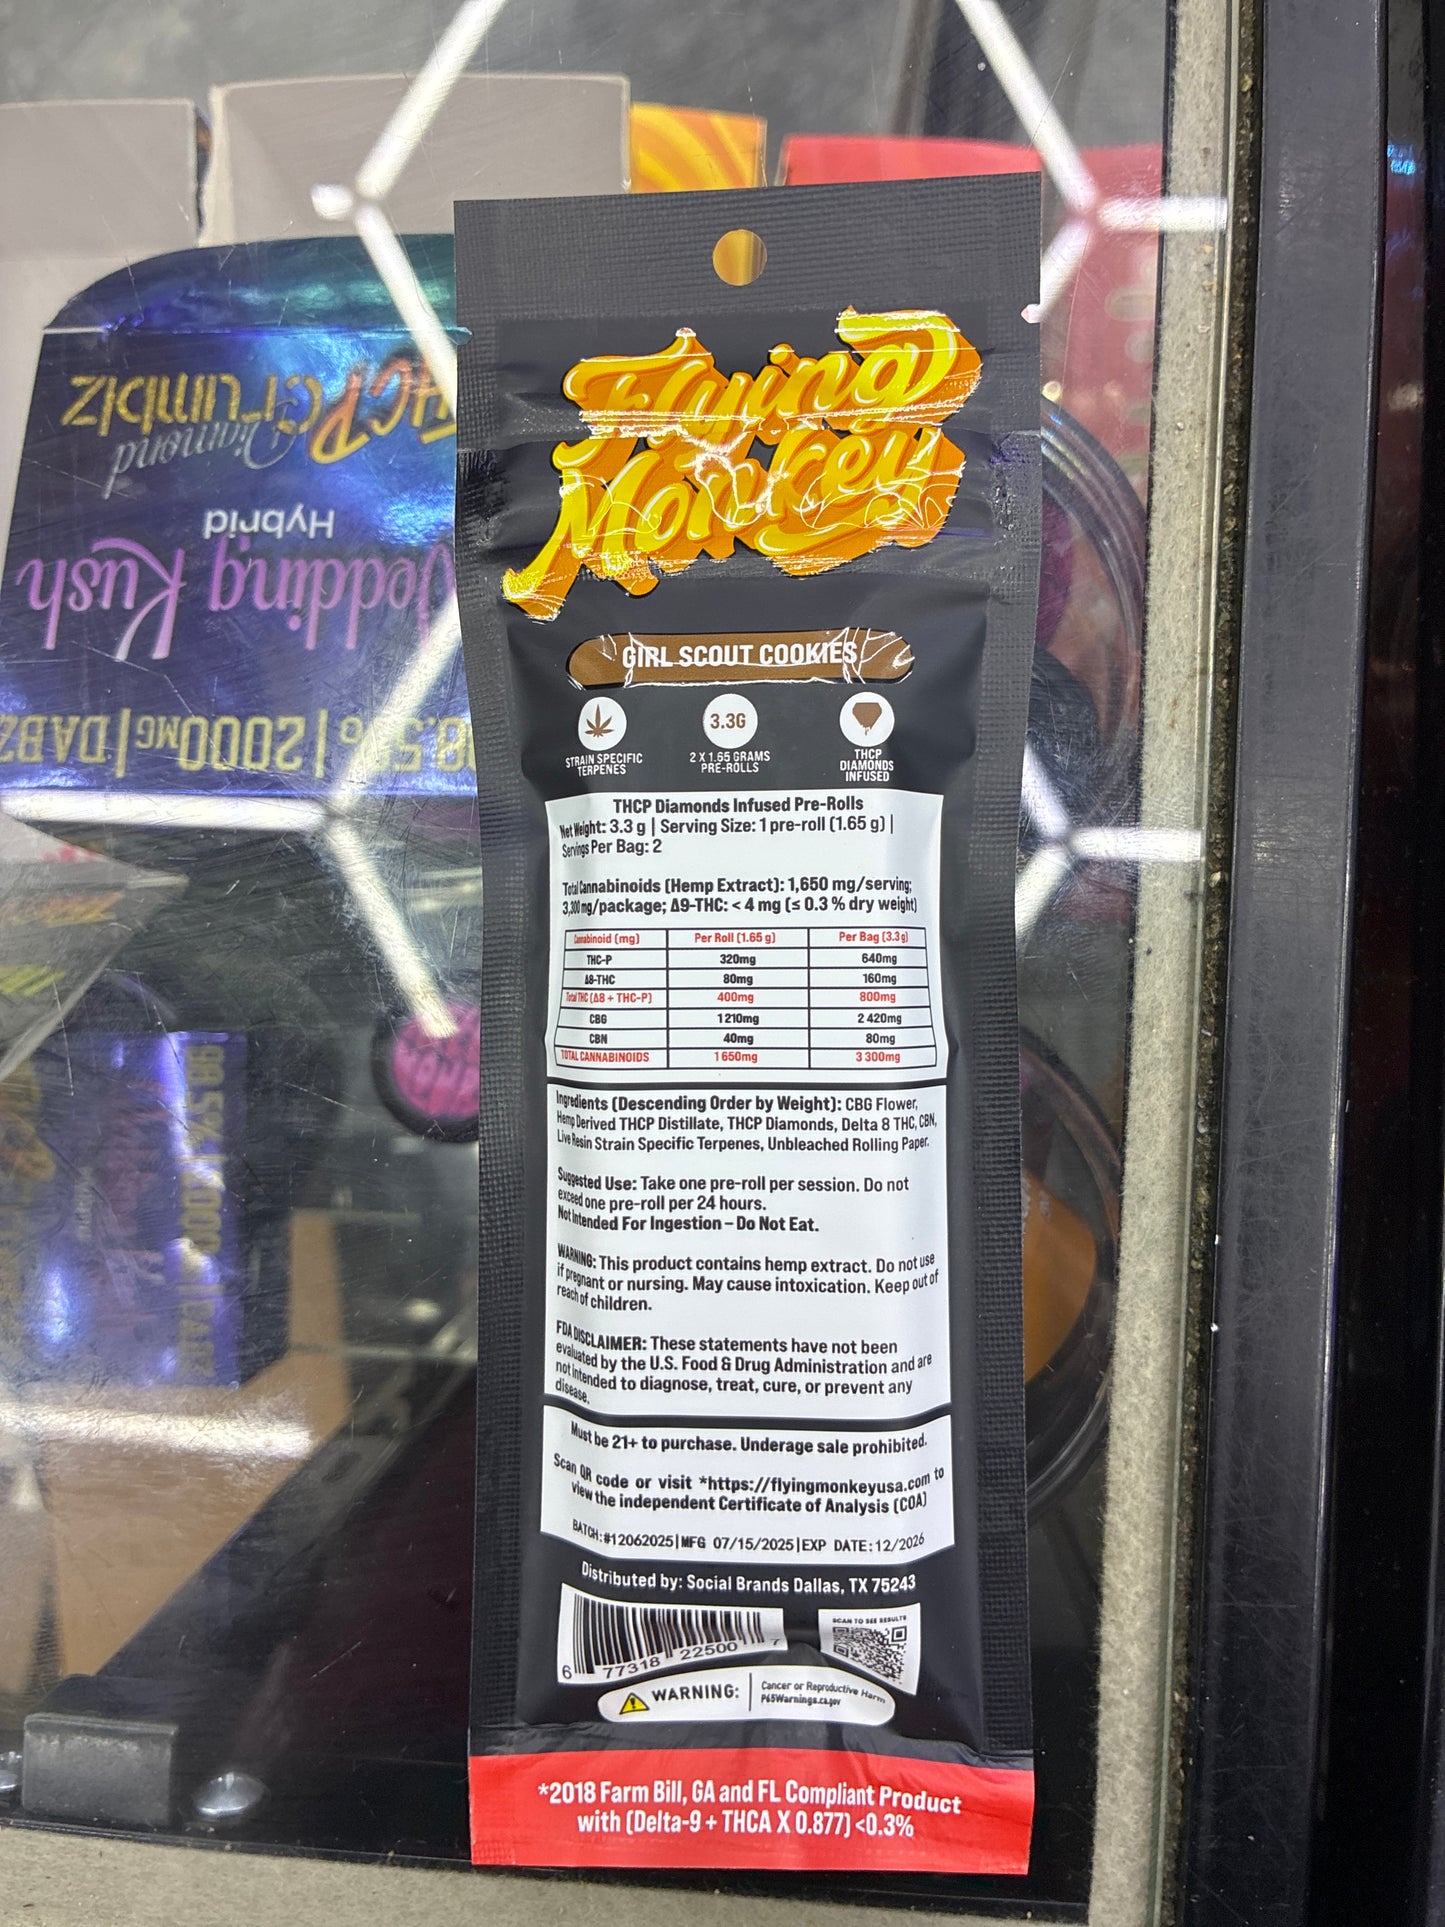 Flying
Monkey
GIRL SCOUT COOKIES
3.3G
STRAIN SPECIFIC
TERPENES
2 X 1.65 GRAMS
PRE-ROLLS
THCP
DIAMONDS
INFUSED
THCP Diamonds Infused Pre-Rolls
Net Weight: 3.3 g | Serving Size: 1 pre-roll (1.65 g) |
Servings Per Bag: 2
Total Cannabinoids (Hemp Extract): 1,650 mg/serving;
3,300 mg/package; Δ9-THC: < 4 mg (≤ 0.3 % dry weight)
Cannabinoid (mg) Per Roll (1.65 g) Per Bag (3.3 g)
THC-P 320mg 640mg
Δ8-THC 80mg 160mg
Total THC (Δ8 + THC-P) 400mg 800mg
CBG 1 210mg 2 420mg
CBN 40mg 80mg
TOTAL CANNABINOIDS 1 650mg 3 300mg
Ingredients (Descending Order by Weight): CBG Flower,
Hemp Derived THCP Distillate, THCP Diamonds, Delta 8 THC, CBN,
Live Resin Strain Specific Terpenes, Unbleached Rolling Paper.
Suggested Use: Take one pre-roll per session. Do not
exceed one pre-roll per 24 hours.
Not Intended For Ingestion – Do Not Eat.
WARNING: This product contains hemp extract. Do not use
if pregnant or nursing. May cause intoxication. Keep out of
reach of children.
FDA DISCLAIMER: These statements have not been
evaluated by the U.S. Food & Drug Administration and are
not intended to diagnose, treat, cure, or prevent any
disease.
Must be 21+ to purchase. Underage sale prohibited.
Scan QR code or visit *https://flyingmonkeyusa.com to
view the independent Certificate of Analysis (COA)
BATCH:#12062025|MFG 07/15/2025|EXP DATE:12/2026
Distributed by: Social Brands Dallas, TX 75243
SCAN TO SEE RESULTS
6 77318 22500 7
WARNING: Cancer or Reproductive Harm
P65Warnings.ca.gov
*2018 Farm Bill, GA and FL Compliant Product
with (Delta-9 + THCA X 0.877) <0.3%
Diamond
Hybrid
Kush
2000MG | DABZ